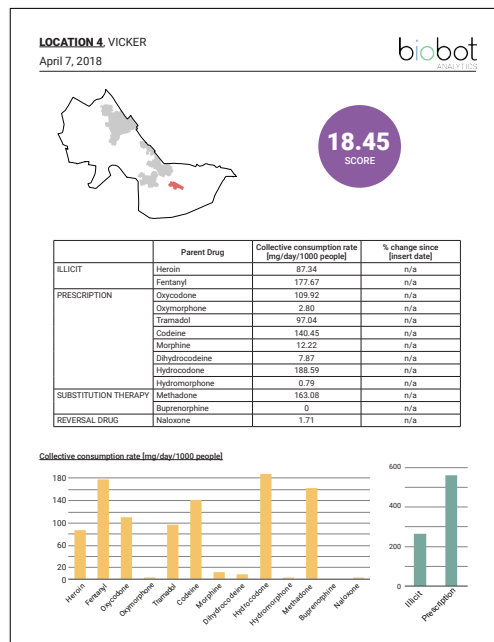 LOCATION 4, VICKER
April 7, 2018
biobot
ANALYTICS
18.45
SCORE
Parent Drug Collective consumption rate [mg/day/1000 people] % change since [insert date]
ILLICIT Heroin 87.34 n/a
Fentanyl 177.67 n/a
PRESCRIPTION Oxycodone 109.92 n/a
Oxymorphone 2.80 n/a
Tramadol 97.04 n/a
Codeine 140.45 n/a
Morphine 12.22 n/a
Dihydrocodeine 7.87 n/a
Hydrocodone 188.59 n/a
Hydromorphone 0.79 n/a
SUBSTITUTION THERAPY Methadone 163.08 n/a
Buprenorphine 0 n/a
REVERSAL DRUG Naloxone 1.71 n/a
Collective consumption rate [mg/day/1000 people]
180
140
100
60
20
0
Heroin
Fentanyl
Oxycodone
Oxymorphone
Tramadol
Codeine
Morphine
Dihydrocodeine
Hydrocodone
Hydromorphone
Methadone
Buprenorphine
Naloxone
600
400
200
0
Illicit
Prescription